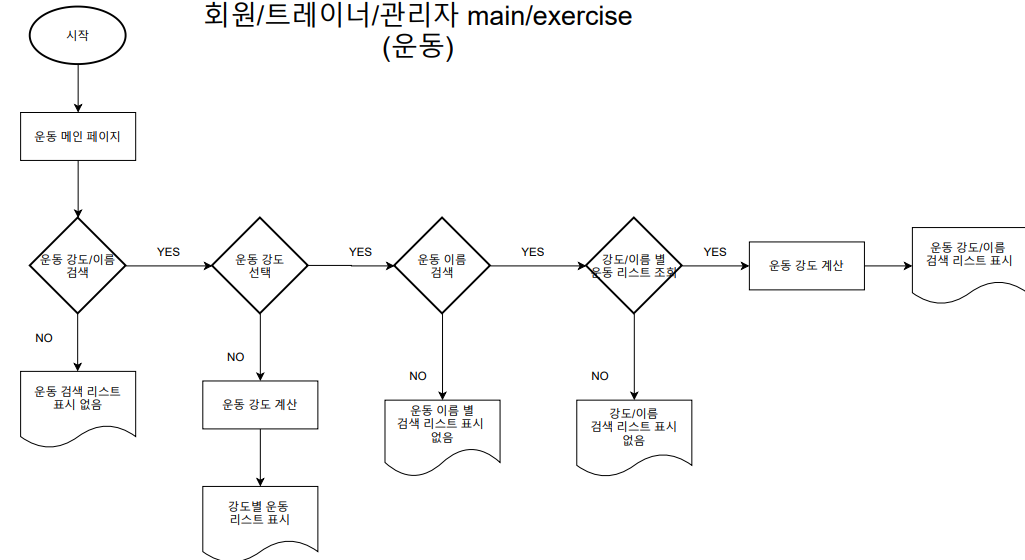 회원/트레이너/관리자 main/exercise
(운동)
시작
운동 메인 페이지
운동 강도/이름
검색
YES
운동 강도
선택
YES
운동 이름
검색
YES
강도/이름 별
운동 리스트 조회
YES
운동 강도 계산
운동 강도/이름
검색 리스트 표시
NO
운동 검색 리스트
표시 없음
NO
운동 강도 계산
강도별 운동
리스트 표시
NO
운동 이름 별
검색 리스트 표시
없음
NO
강도/이름
검색 리스트 표시
없음